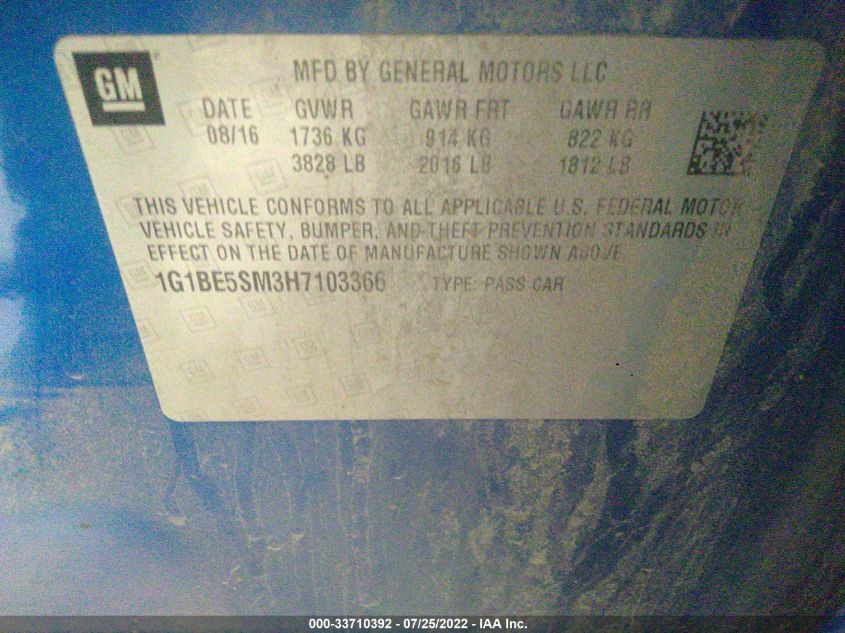 GM
MFD BY GENERAL MOTORS LLC
DATE GVWR GAWR FRT GAWR RR
08/16 1736 KG 914 KG 822 KG
3828 LB 2016 LB 1812 LB
THIS VEHICLE CONFORMS TO ALL APPLICABLE U.S. FEDERAL MOTOR
VEHICLE SAFETY, BUMPER, AND THEFT PREVENTION STANDARDS IN
EFFECT ON THE DATE OF MANUFACTURE SHOWN ABOVE
1G1BE5SM3H7103366 TYPE: PASS CAR
000-33710392 - 07/25/2022 - IAA Inc.